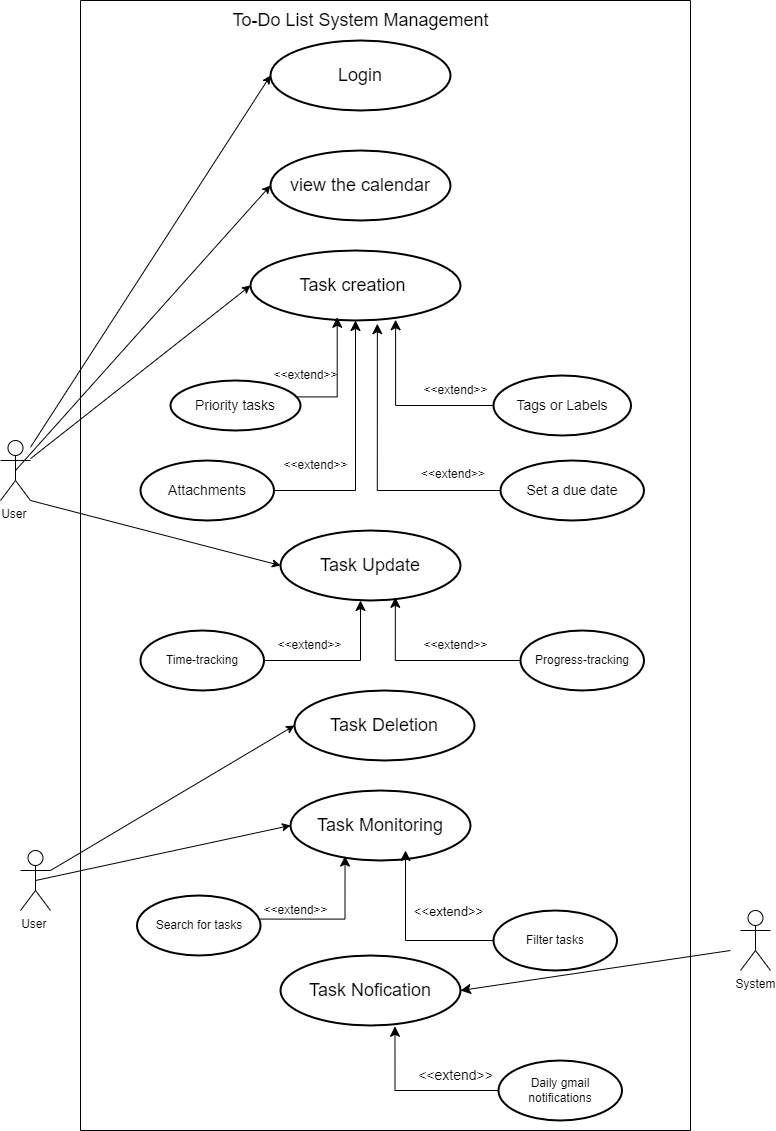 To-Do List System Management
Login
view the calendar
Task creation
<<extend>>
<<extend>>
Priority tasks
Tags or Labels
<<extend>>
<<extend>>
Attachments
Set a due date
User
Task Update
<<extend>>
<<extend>>
Time-tracking
Progress-tracking
Task Deletion
Task Monitoring
<<extend>>
<<extend>>
User
Search for tasks
Filter tasks
Task Nofication
System
<<extend>>
Daily gmail
notifications